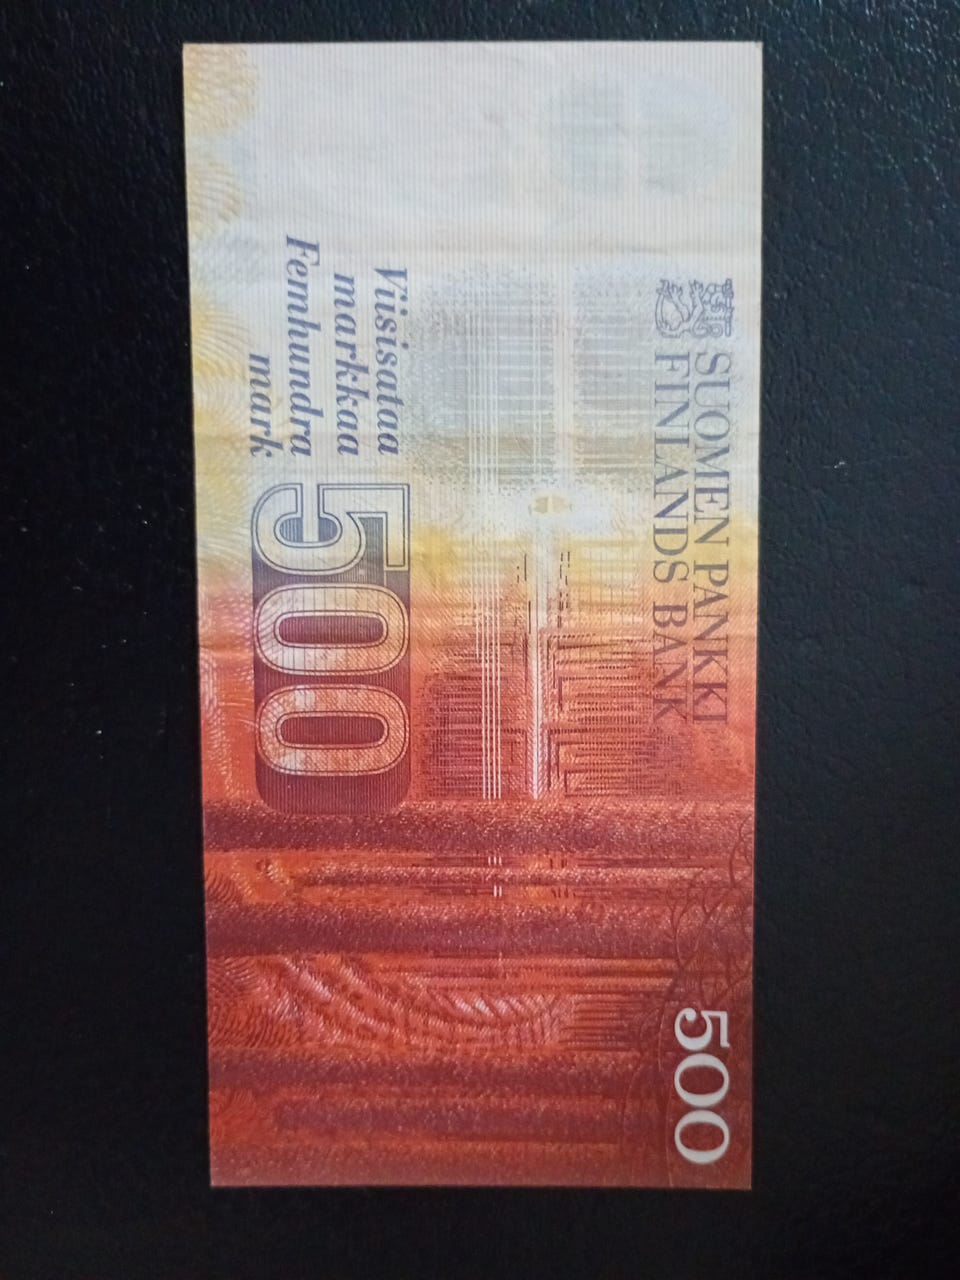 SUOMEN PANKKI
FINLANDS BANK
500
Viisisataa
markkaa
Femhundra
mark
500